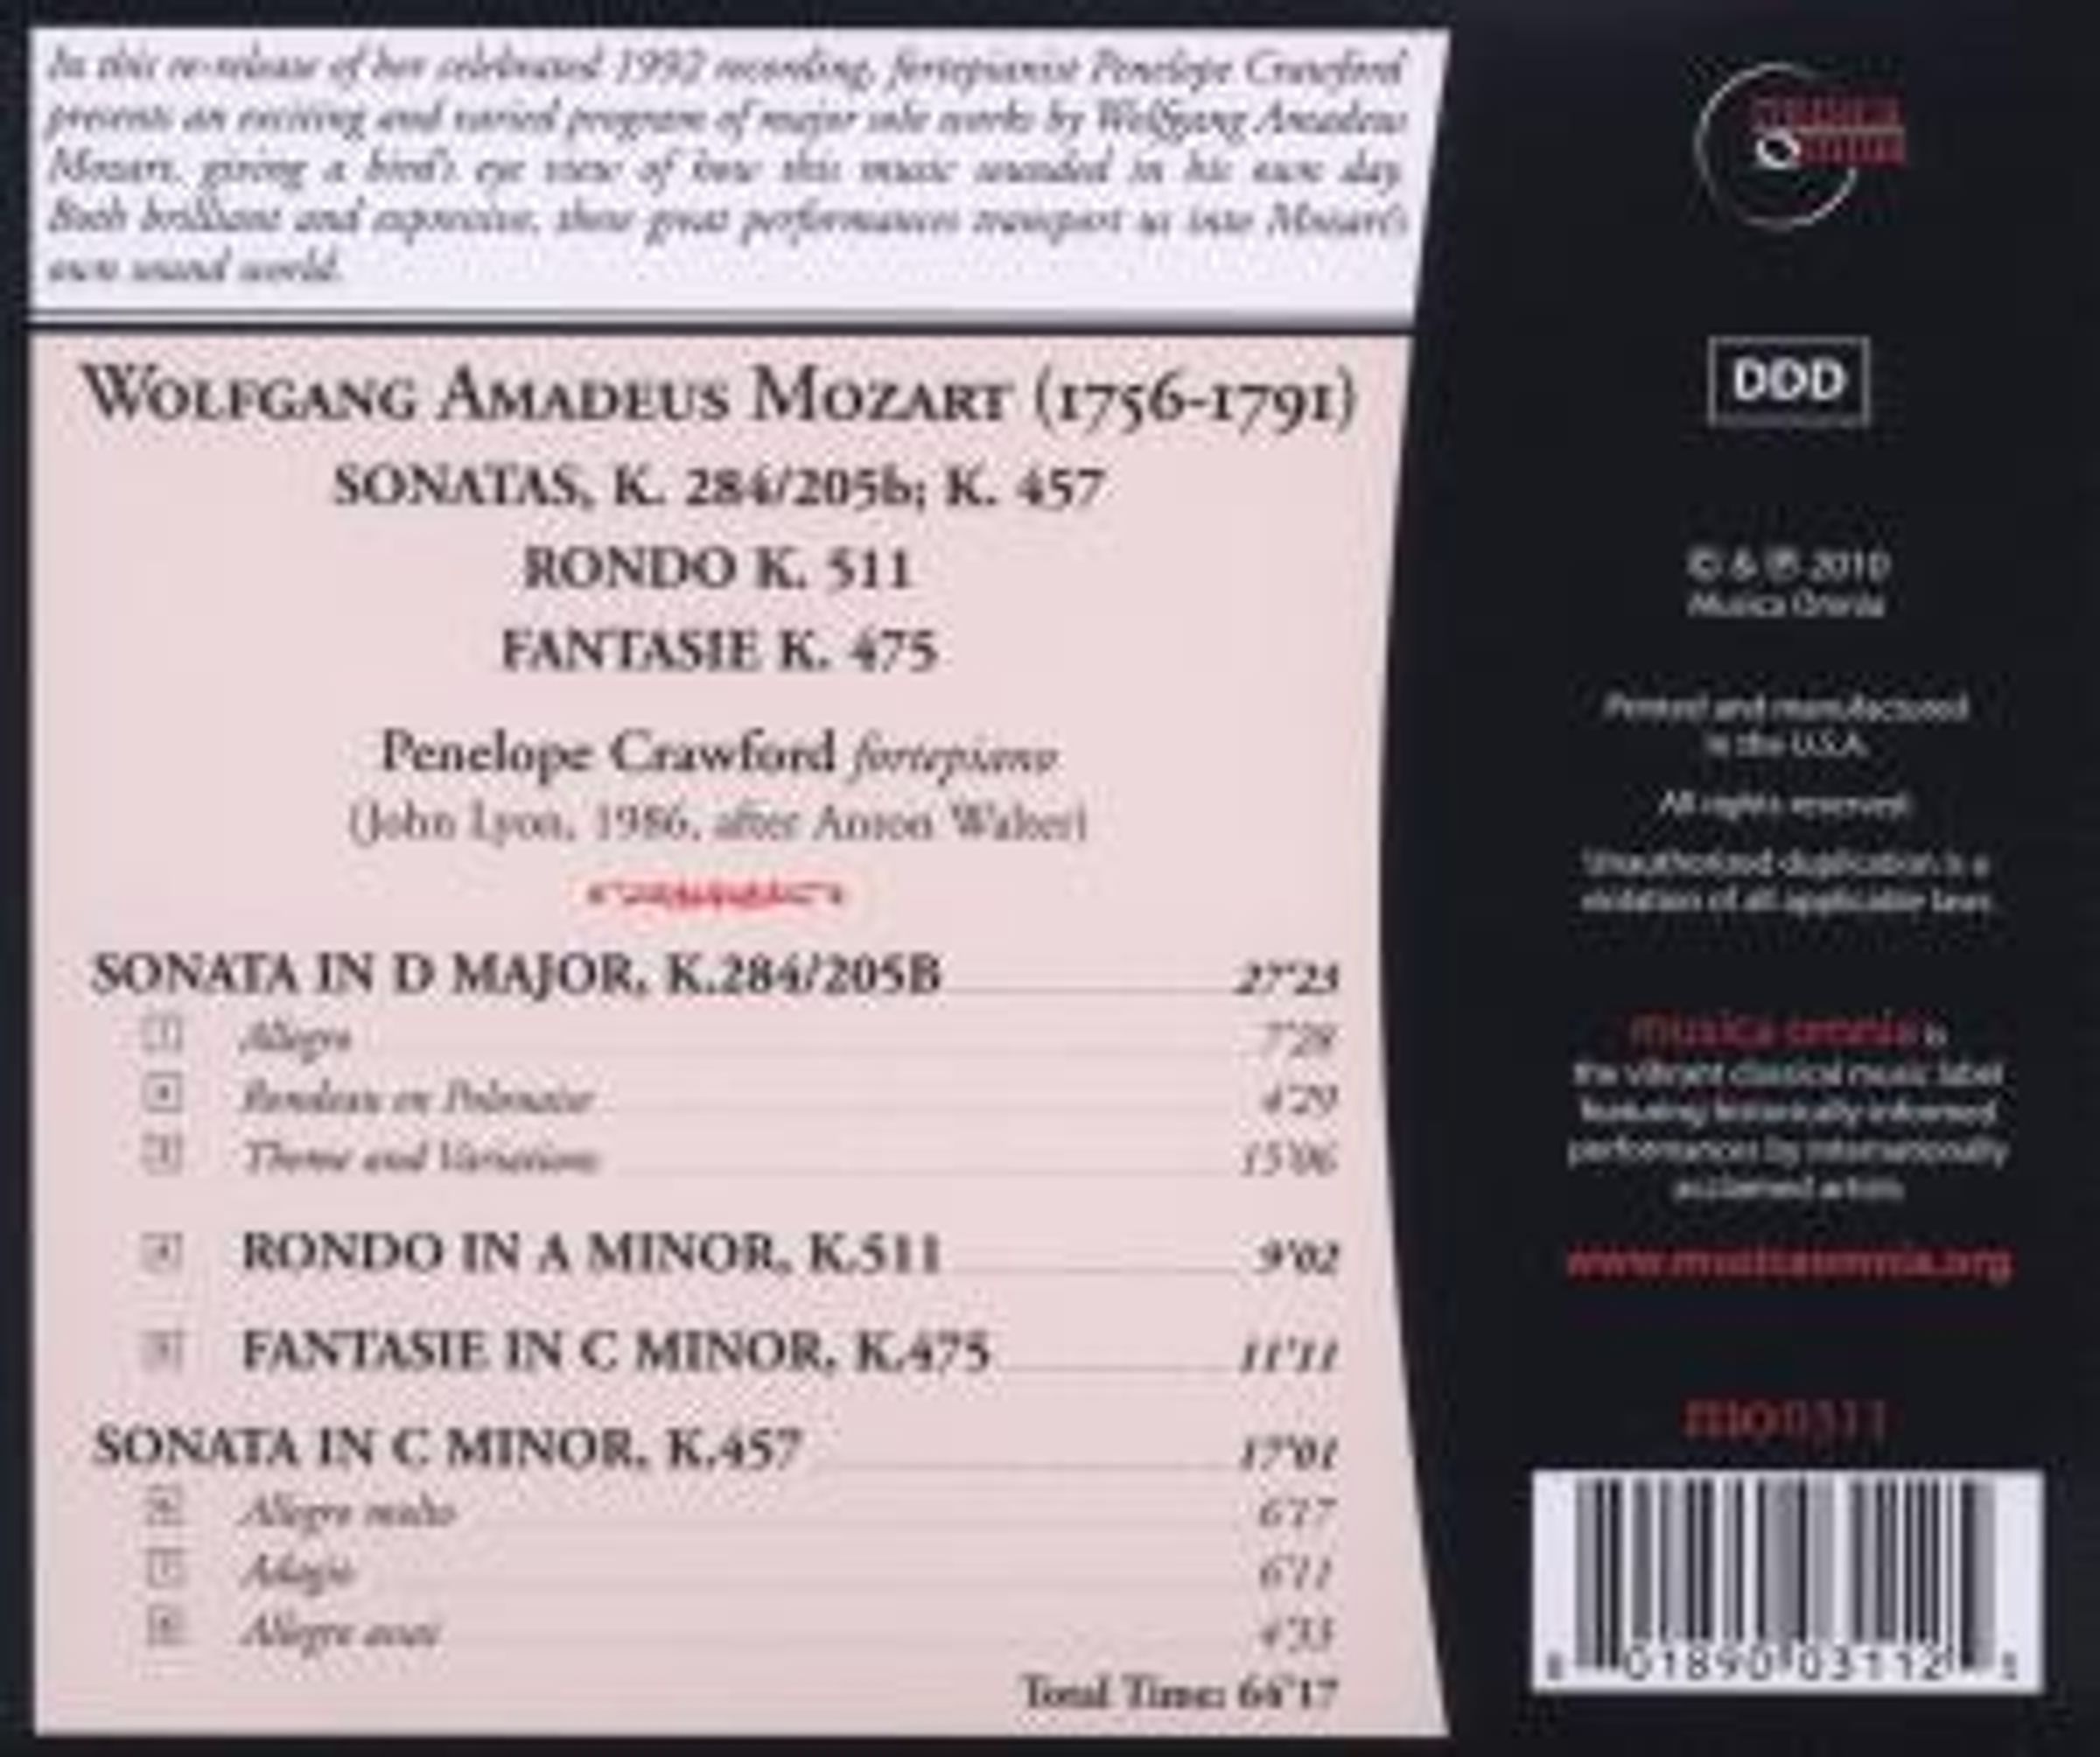 In this re-release of her celebrated 1992 recording, fortepianist Penelope Crawford
presents an exciting and varied program of major solo works by Wolfgang Amadeus
Mozart, giving a bird's eye view of how this music sounded in his own day.
Both brilliant and expressive, these great performances transport us into Mozart's
own sound world.
WOLFGANG AMADEUS MOZART (1756-1791)
SONATAS, K. 284/205b; K. 457
RONDO K. 511
FANTASIE K. 475
Penelope Crawford fortepiano
(John Lyon, 1986, after Anton Walter)
SONATA IN D MAJOR, K.284/205B 27'23
1 Allegro 7'28
Rondeau en Polonaise 4'29
3 Theme and Variations 15'06
4 RONDO IN A MINOR, K.511 9'02
5 FANTASIE IN C MINOR, K.475 11'11
SONATA IN C MINOR, K.457 17'01
6 Allegro molto 6'17
7 Adagio 6'11
8 Allegro assai 4'33
Total Time: 64'17
musica
omnia
DDD
© & ℗ 2010
Musica Omnia
Printed and manufactured
in the U.S.A.
All rights reserved.
Unauthorized duplication is a
violation of all applicable laws.
musica omnia is
the vibrant classical music label
featuring historically informed
performances by internationally
acclaimed artists
www.musicaomnia.org
mo0311
8 01890 03112 1